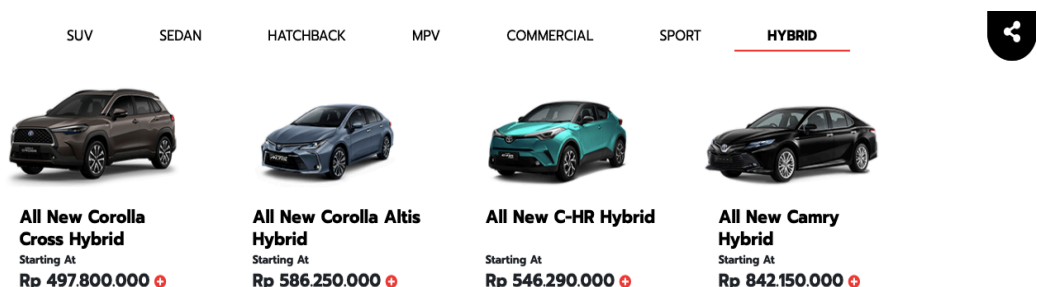 SUV SEDAN HATCHBACK MPV COMMERCIAL SPORT HYBRID
All New Corolla
Cross Hybrid
Starting At
Rp 497.800.000
All New Corolla Altis
Hybrid
Starting At
Rp 586.250.000
All New C-HR Hybrid
Starting At
Rp 546.290.000
All New Camry
Hybrid
Starting At
Rp 842.150.000